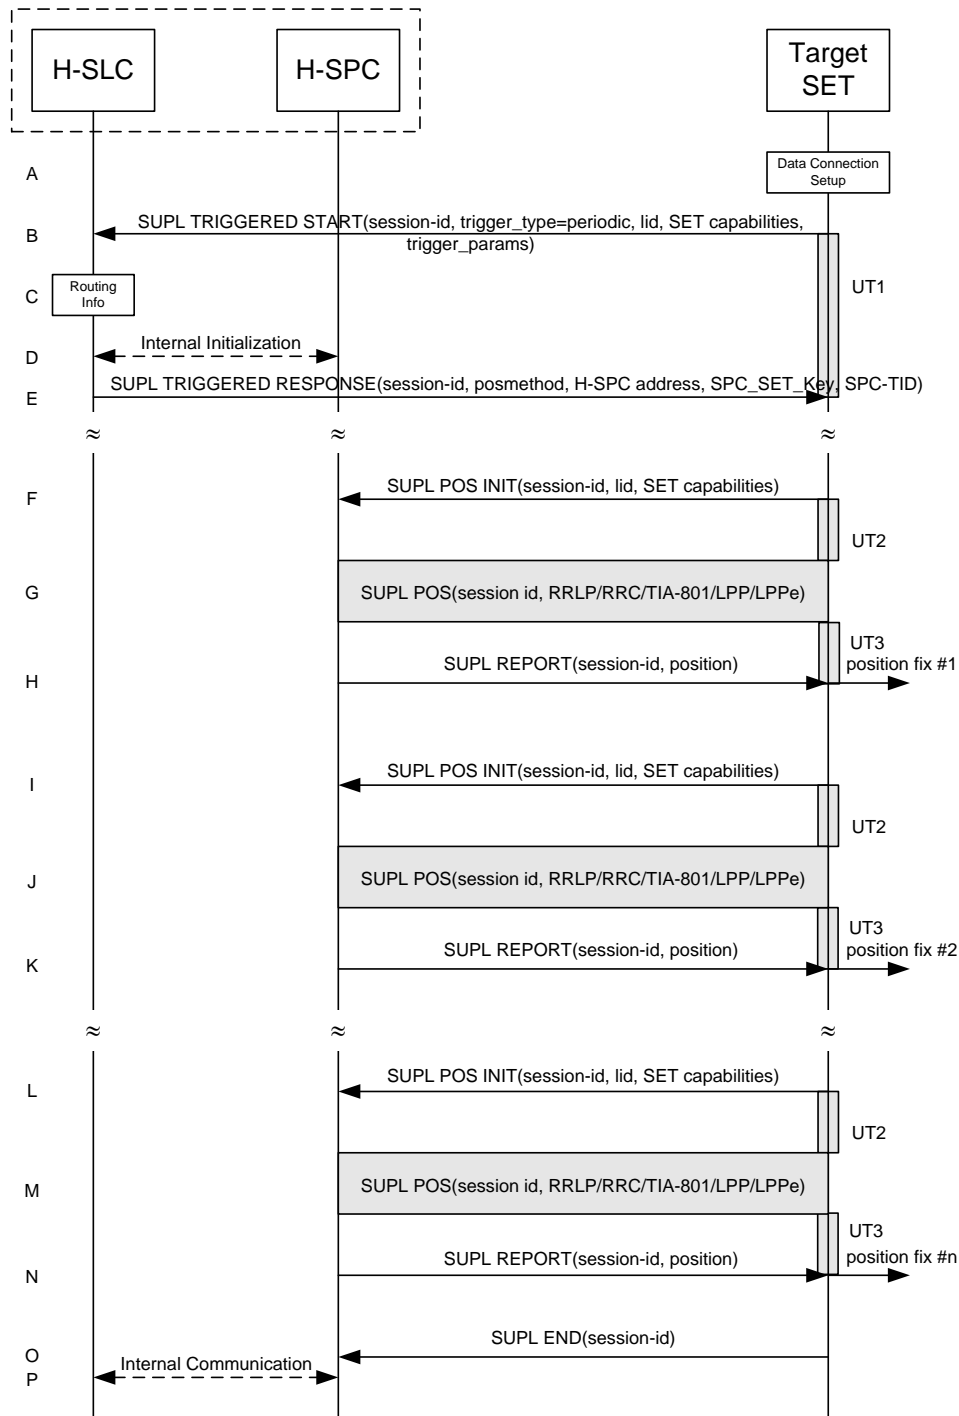 H-SLC
H-SPC
Target
SET
A
Data Connection
Setup
B
SUPL TRIGGERED START(session-id, trigger_type=periodic, lid, SET capabilities,
trigger_params)
C
Routing
Info
UT1
D
Internal Initialization
E
SUPL TRIGGERED RESPONSE(session-id, posmethod, H-SPC address, SPC_SET_Key, SPC-TID)
≈ ≈ ≈
F
SUPL POS INIT(session-id, lid, SET capabilities)
UT2
G
SUPL POS(session id, RRLP/RRC/TIA-801/LPP/LPPe)
UT3
H
SUPL REPORT(session-id, position)
position fix #1
I
SUPL POS INIT(session-id, lid, SET capabilities)
UT2
J
SUPL POS(session id, RRLP/RRC/TIA-801/LPP/LPPe)
UT3
K
SUPL REPORT(session-id, position)
position fix #2
≈ ≈ ≈
L
SUPL POS INIT(session-id, lid, SET capabilities)
UT2
M
SUPL POS(session id, RRLP/RRC/TIA-801/LPP/LPPe)
UT3
N
SUPL REPORT(session-id, position)
position fix #n
O
SUPL END(session-id)
P
Internal Communication